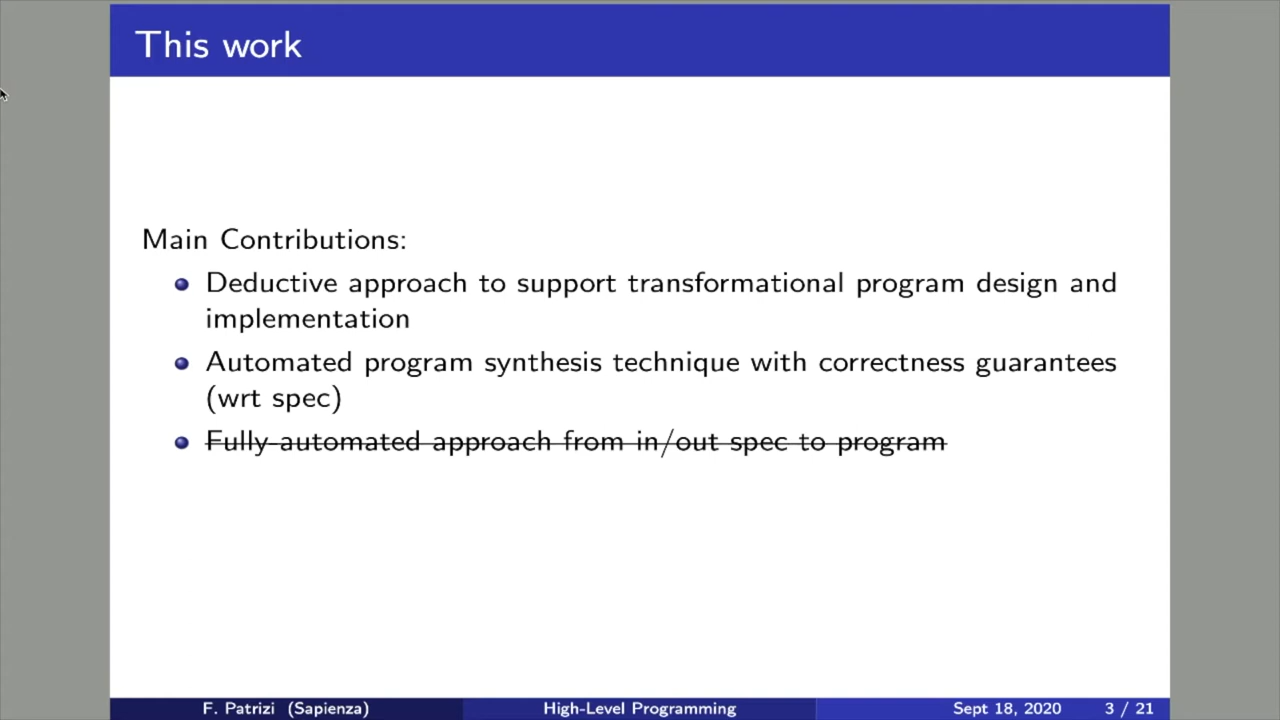 This work
Main Contributions:
Deductive approach to support transformational program design and
implementation
Automated program synthesis technique with correctness guarantees
(wrt spec)
Fully-automated approach from in/out spec to program
F. Patrizi (Sapienza) High-Level Programming Sept 18, 2020 3 / 21